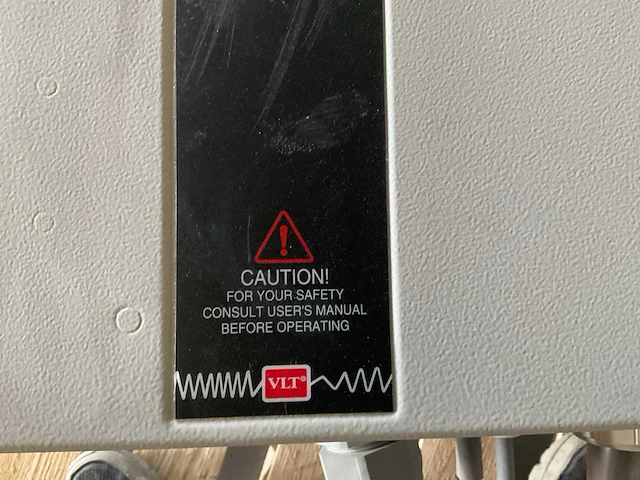 CAUTION!
FOR YOUR SAFETY
CONSULT USER'S MANUAL
BEFORE OPERATING
VLT®